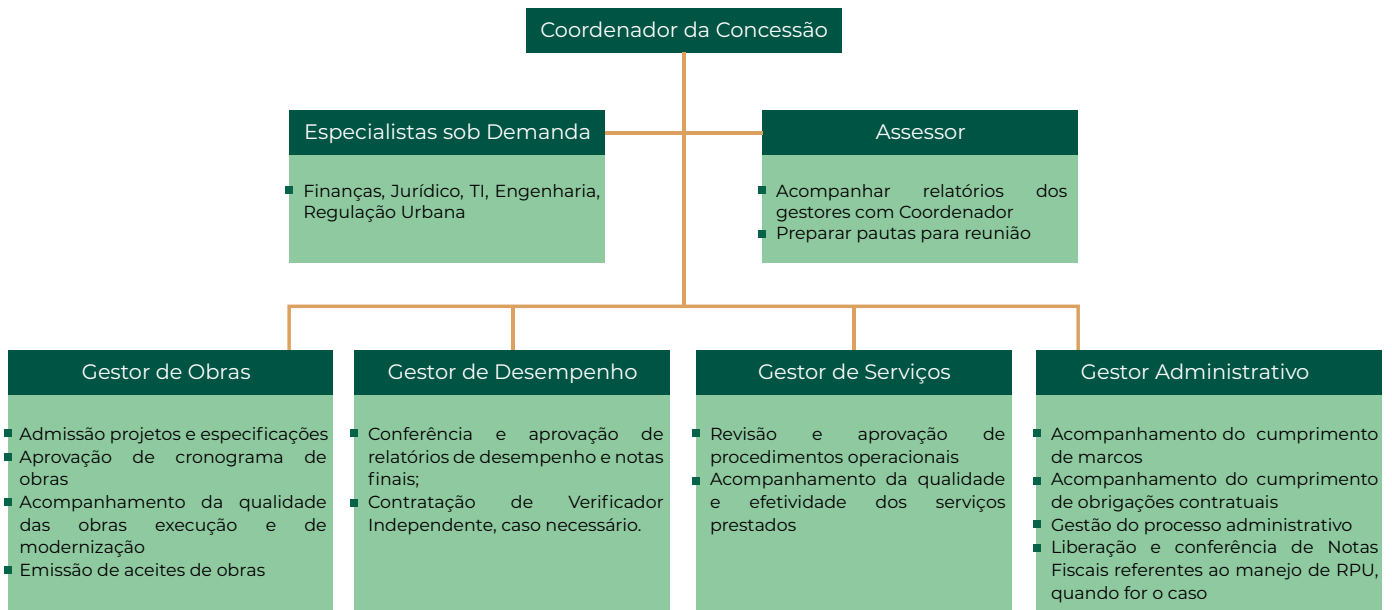 Coordenador da Concessão
Especialistas sob Demanda
Finanças, Jurídico, TI, Engenharia,
Regulação Urbana
Assessor
Acompanhar relatórios dos
gestores com Coordenador
Preparar pautas para reunião
Gestor de Obras
Admissão projetos e especificações
Aprovação de cronograma de
obras
Acompanhamento da qualidade
das obras execução e de
modernização
Emissão de aceites de obras
Gestor de Desempenho
Conferência e aprovação de
relatórios de desempenho e notas
finais;
Contratação de Verificador
Independente, caso necessário.
Gestor de Serviços
Revisão e aprovação de
procedimentos operacionais
Acompanhamento da qualidade
e efetividade dos serviços
prestados
Gestor Administrativo
Acompanhamento do cumprimento
de marcos
Acompanhamento do cumprimento
de obrigações contratuais
Gestão do processo administrativo
Liberação e conferência de Notas
Fiscais referentes ao manejo de RPU,
quando for o caso